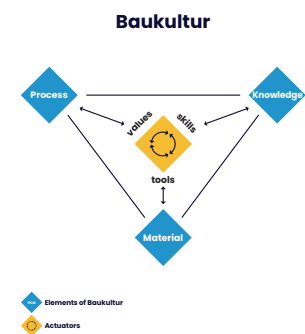 Baukultur
Process
Knowledge
values
skills
tools
Material
Elements of Baukultur
Actuators